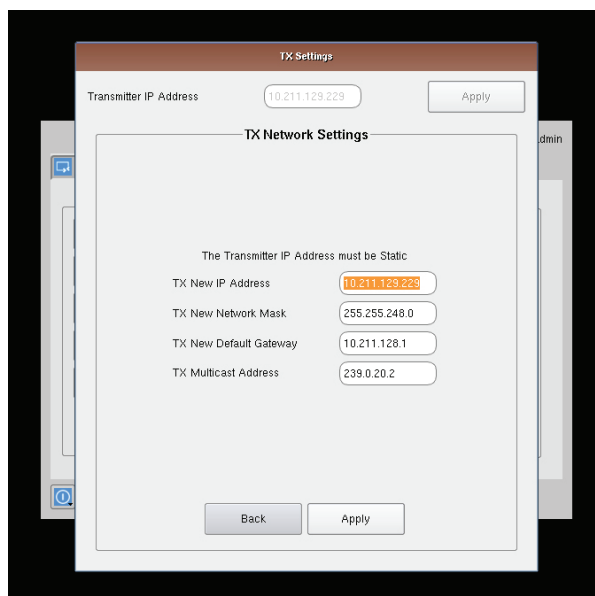 TX Settings
Transmitter IP Address 10.211.129.229 Apply
TX Network Settings
dmin
The Transmitter IP Address must be Static
TX New IP Address 10.211.129.229
TX New Network Mask 255.255.248.0
TX New Default Gateway 10.211.128.1
TX Multicast Address 239.0.20.2
Back Apply